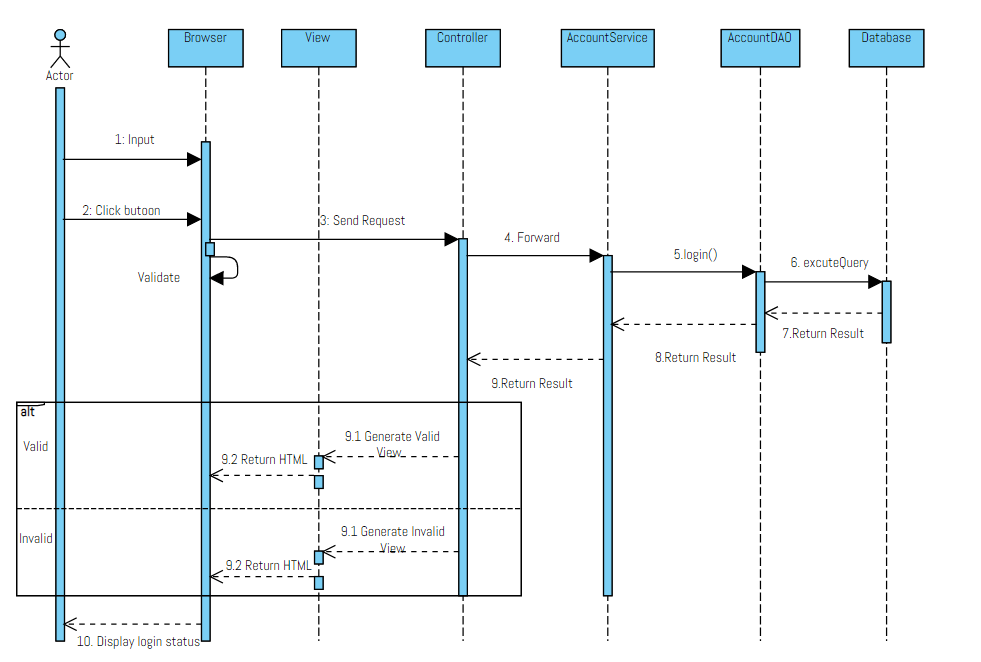 Browser
View
Controller
AccountService
AccountDAO
Database
Actor
1: Input
2: Click butoon
3: Send Request
4. Forward
5.login()
6. excuteQuery
Validate
7.Return Result
8.Return Result
9.Return Result
alt
Valid
9.1 Generate Valid
View
9.2 Return HTML
Invalid
9.1 Generate Invalid
View
9.2 Return HTML
10. Display login status